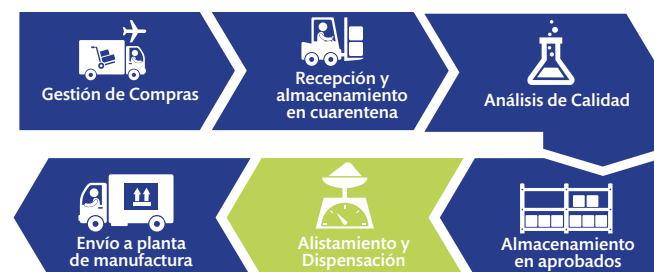 Gestión de Compras
Recepción y
almacenamiento
en cuarentena
Análisis de Calidad
Envío a planta
de manufactura
Alistamiento y
Dispensación
Almacenamiento
en aprobados